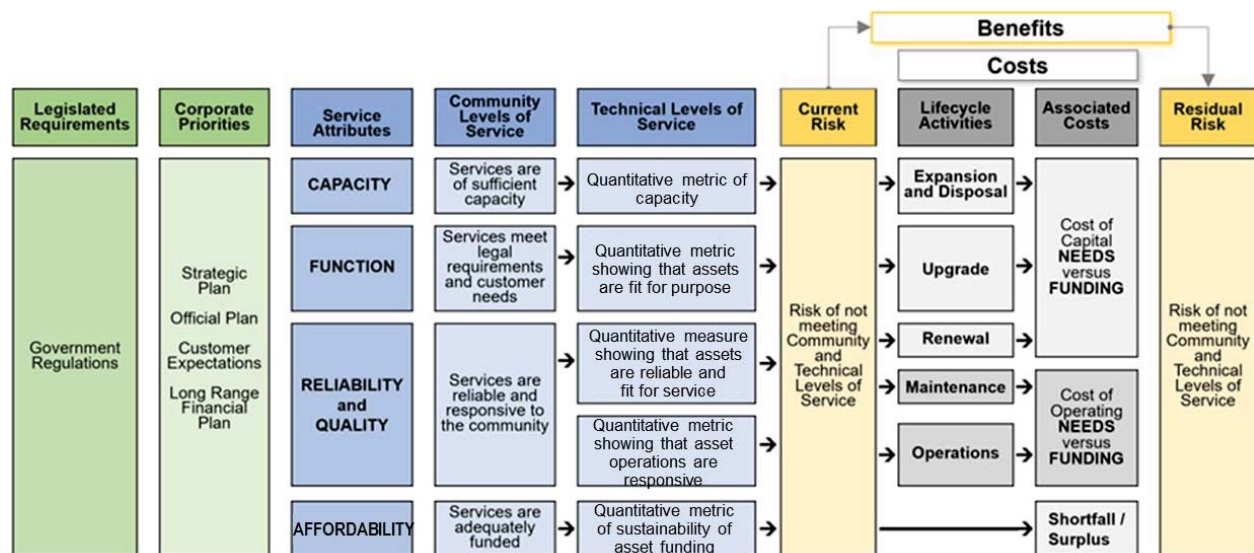 Benefits
Costs
Legislated
Requirements
Corporate
Priorities
Service
Attributes
Community
Levels of
Service
Technical Levels of
Service
Current
Risk
Lifecycle
Activities
Associated
Costs
Residual
Risk
Government
Regulations
Strategic
Plan
Official Plan
Customer
Expectations
Long Range
Financial
Plan
CAPACITY
Services are
of sufficient
capacity
Quantitative metric of
capacity
FUNCTION
Services meet
legal
requirements
and customer
needs
Quantitative metric
showing that assets
are fit for purpose
RELIABILITY
and
QUALITY
Services are
reliable and
responsive to
the community
Quantitative measure
showing that assets
are reliable and
fit for service
Quantitative metric
showing that asset
operations are
responsive
AFFORDABILITY
Services are
adequately
funded
Quantitative metric
of sustainability of
asset funding
Risk of not
meeting
Community
and
Technical
Levels of
Service
Expansion
and Disposal
Upgrade
Renewal
Maintenance
Operations
Cost of
Capital
NEEDS
versus
FUNDING
Cost of
Operating
NEEDS
versus
FUNDING
Shortfall /
Surplus
Risk of not
meeting
Community
and
Technical
Levels of
Service